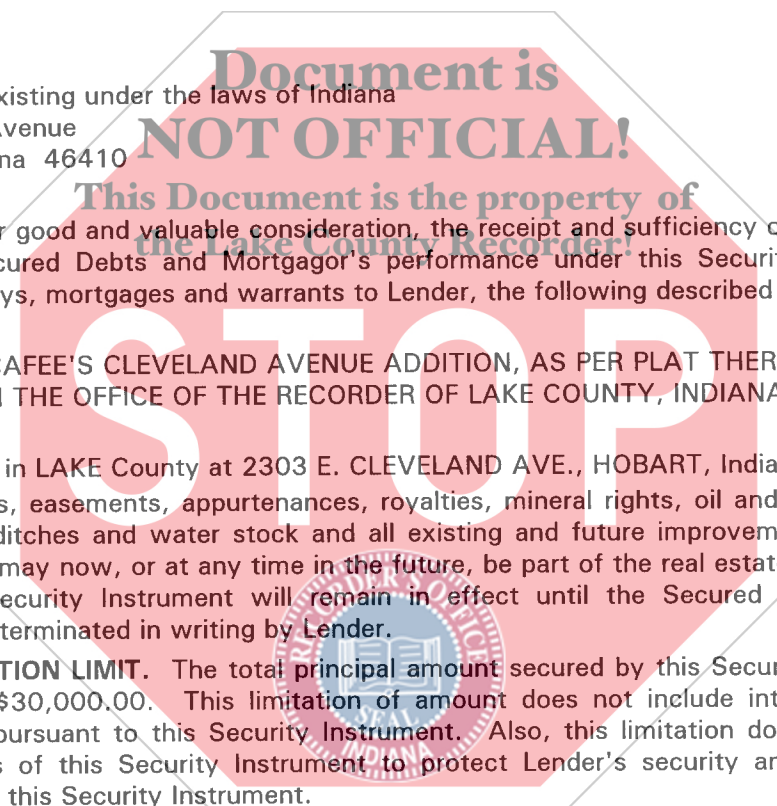 Document is
xisting under the laws of Indiana
Avenue
NOT OFFICIAL!
na 46410
This Document is the property of
r good and valuable consideration, the receipt and sufficiency
the Lake County Recorder!
cured Debts and Mortgagor's performance under this Securit
ys, mortgages and warrants to Lender, the following described
STOP
CAFEE'S CLEVELAND AVENUE ADDITION, AS PER PLAT THER
THE OFFICE OF THE RECORDER OF LAKE COUNTY, INDIANA
in LAKE County at 2303 E. CLEVELAND AVE., HOBART, India
s, easements, appurtenances, royalties, mineral rights, oil and
ditches and water stock and all existing and future improvem
may now, or at any time in the future, be part of the real estat
ecurity Instrument will remain in effect until the Secured
terminated in writing by Lender.
TION LIMIT. The total principal amount secured by this Secur
$30,000.00. This limitation of amount does not include int
pursuant to this Security Instrument. Also, this limitation do
s of this Security Instrument to protect Lender's security an
this Security Instrument.
RECORDER'S OFFICE
SEAL
INDIANA